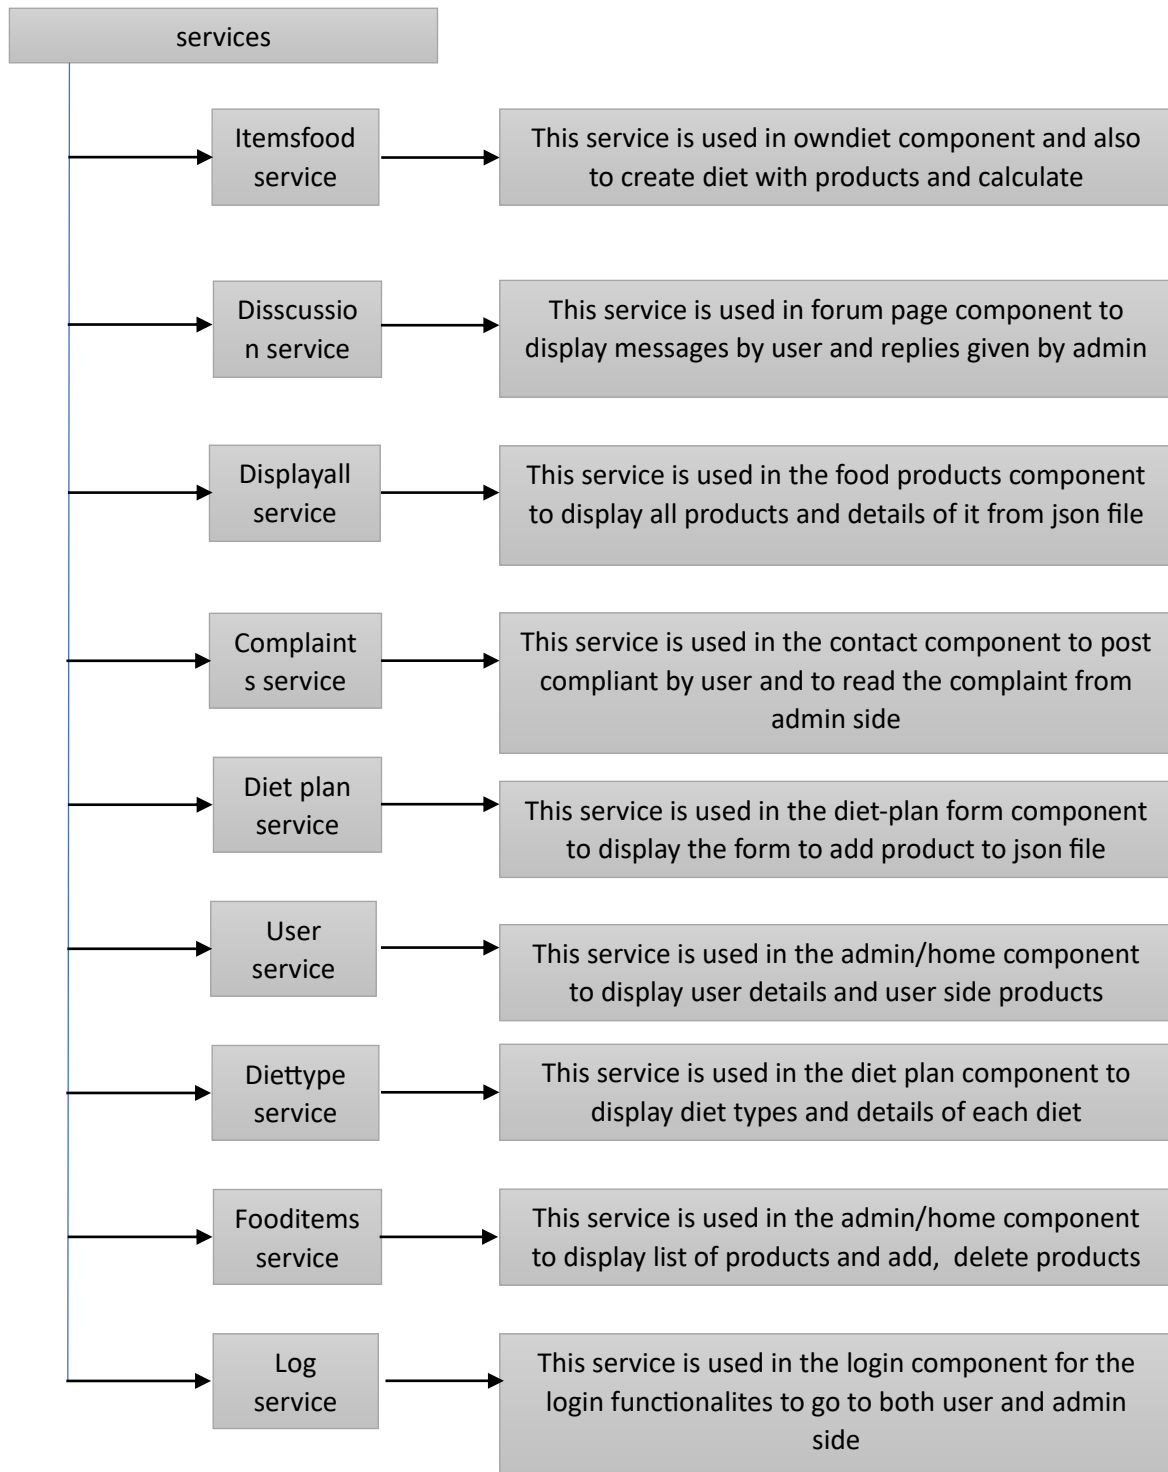 services
Itemsfood
service
This service is used in owndiet component and also
to create diet with products and calculate
Disscussio
n service
This service is used in forum page component to
display messages by user and replies given by admin
Displayall
service
This service is used in the food products component
to display all products and details of it from json file
Complaint
s service
This service is used in the contact component to post
compliant by user and to read the complaint from
admin side
Diet plan
service
This service is used in the diet-plan form component
to display the form to add product to json file
User
service
This service is used in the admin/home component
to display user details and user side products
Diettype
service
This service is used in the diet plan component to
display diet types and details of each diet
Fooditems
service
This service is used in the admin/home component
to display list of products and add,  delete products
Log
service
This service is used in the login component for the
login functionalites to go to both user and admin
side